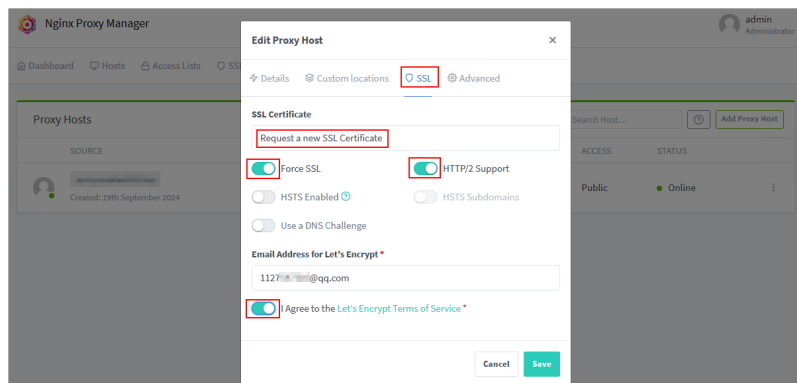 Nginx Proxy Manager
admin
Administrator
Dashboard Hosts Access Lists SS
Edit Proxy Host ×
Details Custom locations SSL Advanced
Proxy Hosts
Search Host... Add Proxy Host
SOURCE ACCESS STATUS
Created: 19th September 2024
Public Online
SSL Certificate
Request a new SSL Certificate
Force SSL HTTP/2 Support
HSTS Enabled HSTS Subdomains
Use a DNS Challenge
Email Address for Let's Encrypt *
1127 @qq.com
I Agree to the Let's Encrypt Terms of Service *
Cancel Save